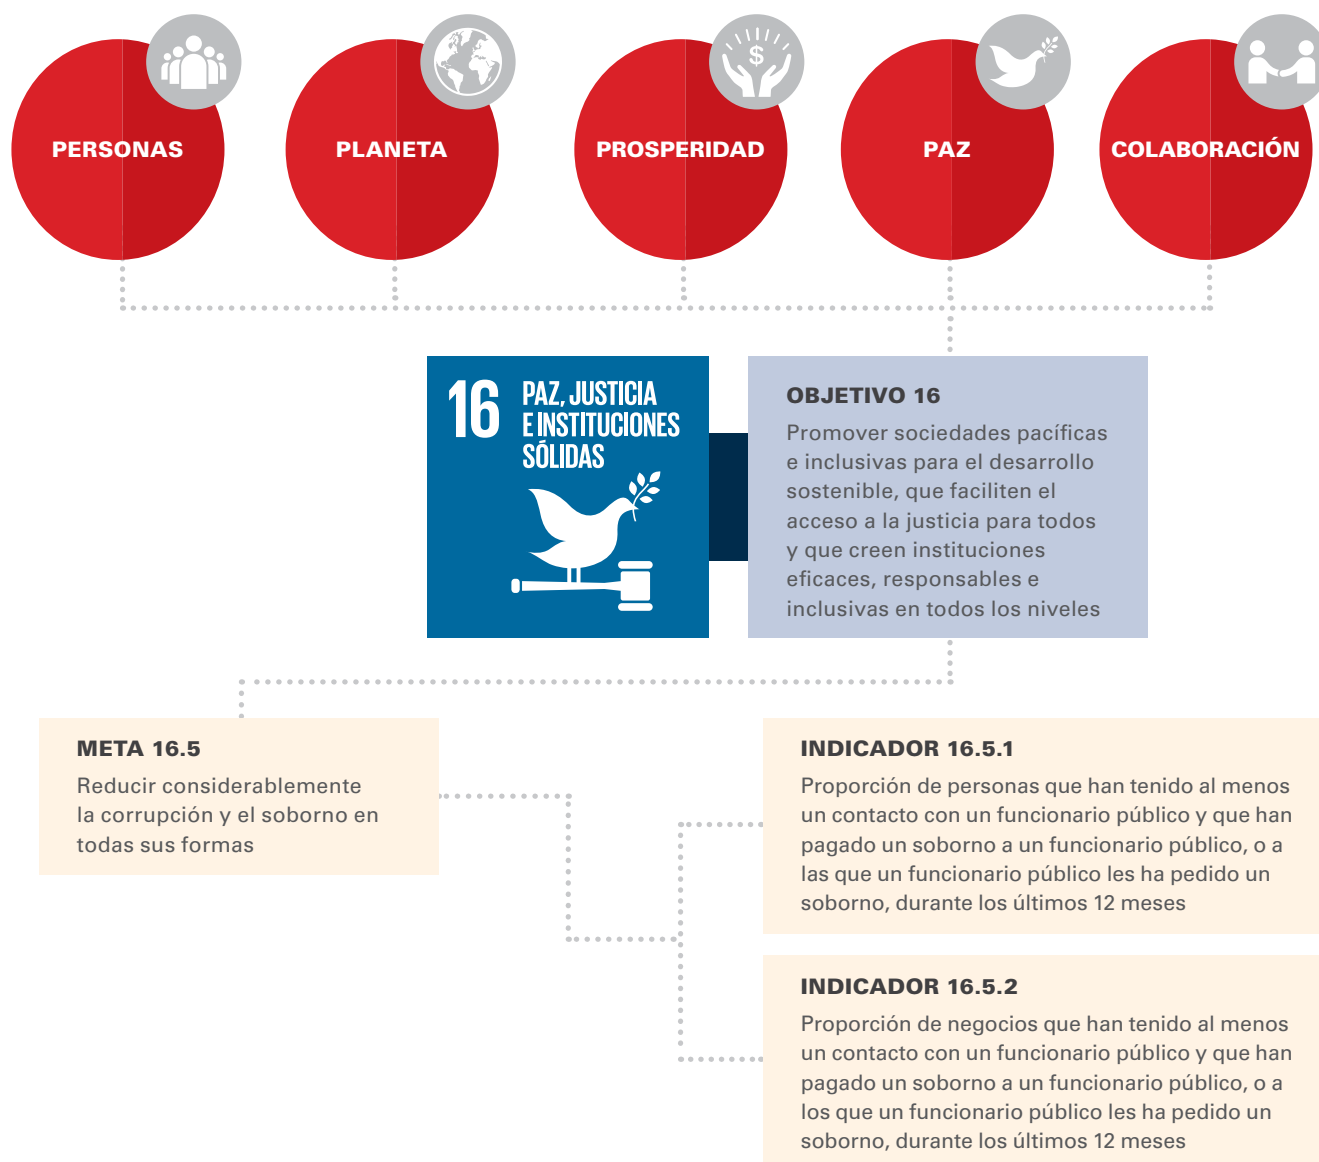 PERSONAS
PLANETA
PROSPERIDAD
$
PAZ
COLABORACIÓN
16
PAZ, JUSTICIA
E INSTITUCIONES
SÓLIDAS
OBJETIVO 16
Promover sociedades pacíficas
e inclusivas para el desarrollo
sostenible, que faciliten el
acceso a la justicia para todos
y que creen instituciones
eficaces, responsables e
inclusivas en todos los niveles
META 16.5
Reducir considerablemente
la corrupción y el soborno en
todas sus formas
INDICADOR 16.5.1
Proporción de personas que han tenido al menos
un contacto con un funcionario público y que han
pagado un soborno a un funcionario público, o a
las que un funcionario público les ha pedido un
soborno, durante los últimos 12 meses
INDICADOR 16.5.2
Proporción de negocios que han tenido al menos
un contacto con un funcionario público y que han
pagado un soborno a un funcionario público, o a
los que un funcionario público les ha pedido un
soborno, durante los últimos 12 meses